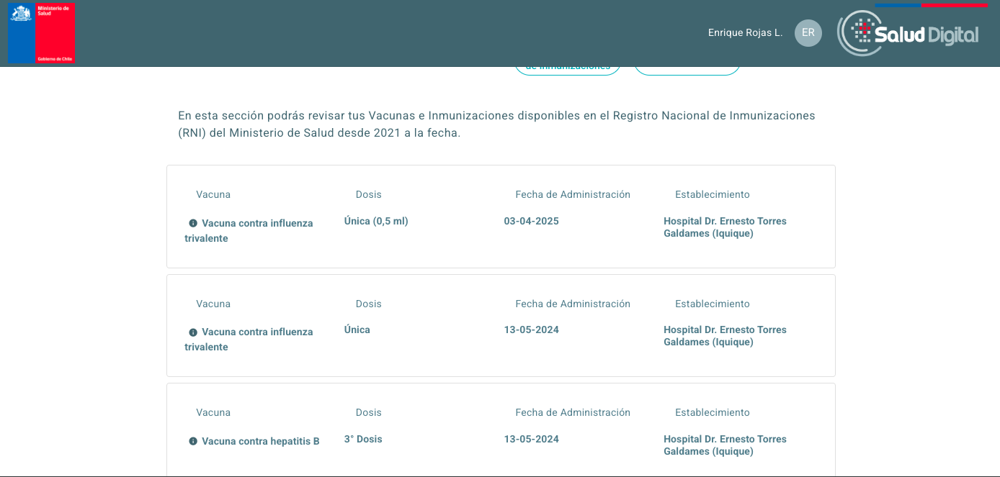 Ministerio de
Salud
Gobierno de Chile
Enrique Rojas L.
ER
Salud Digital
de Inmunizaciones
En esta sección podrás revisar tus Vacunas e Inmunizaciones disponibles en el Registro Nacional de Inmunizaciones
(RNI) del Ministerio de Salud desde 2021 a la fecha.
Vacuna Dosis Fecha de Administración Establecimiento
Vacuna contra influenza Única (0,5 ml) 03-04-2025 Hospital Dr. Ernesto Torres
trivalente Galdames (Iquique)
Vacuna Dosis Fecha de Administración Establecimiento
Vacuna contra influenza Única 13-05-2024 Hospital Dr. Ernesto Torres
trivalente Galdames (Iquique)
Vacuna Dosis Fecha de Administración Establecimiento
Vacuna contra hepatitis B 3° Dosis 13-05-2024 Hospital Dr. Ernesto Torres
Galdames (Iquique)